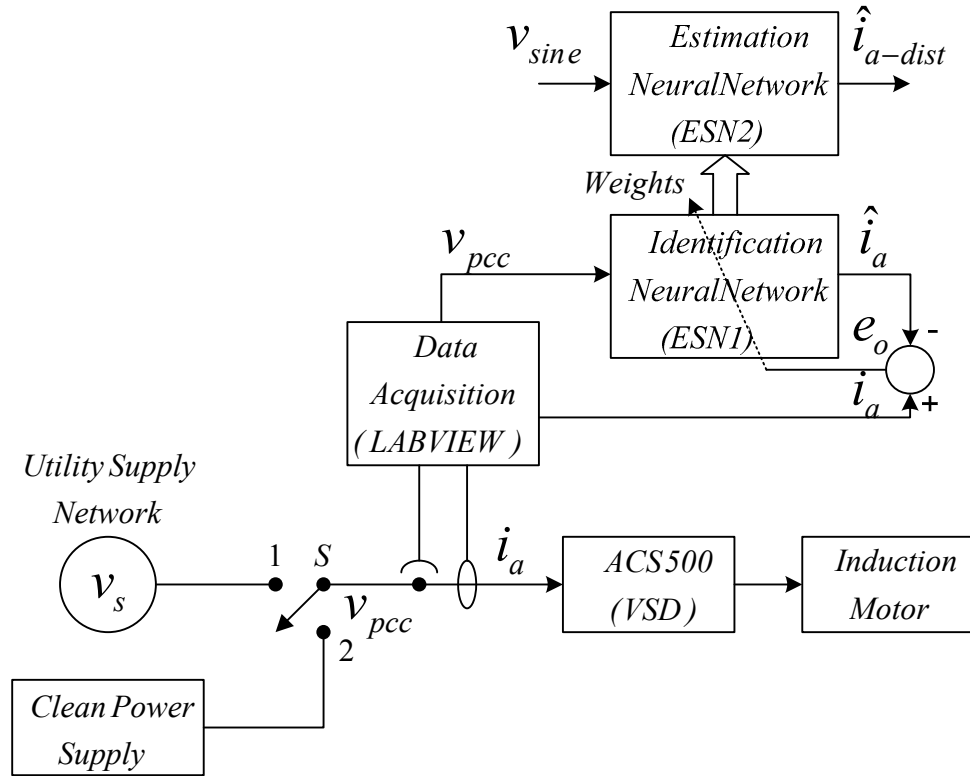 v_sine
Estimation
NeuralNetwork
(ESN2)
î_a-dist
Weights
v_pcc
Identification
NeuralNetwork
(ESN1)
î_a
-
e_o
i_a
+
Data
Acquisition
(LABVIEW)
Utility Supply
Network
v_s
1
S
2
v_pcc
i_a
ACS500
(VSD)
Induction
Motor
Clean Power
Supply